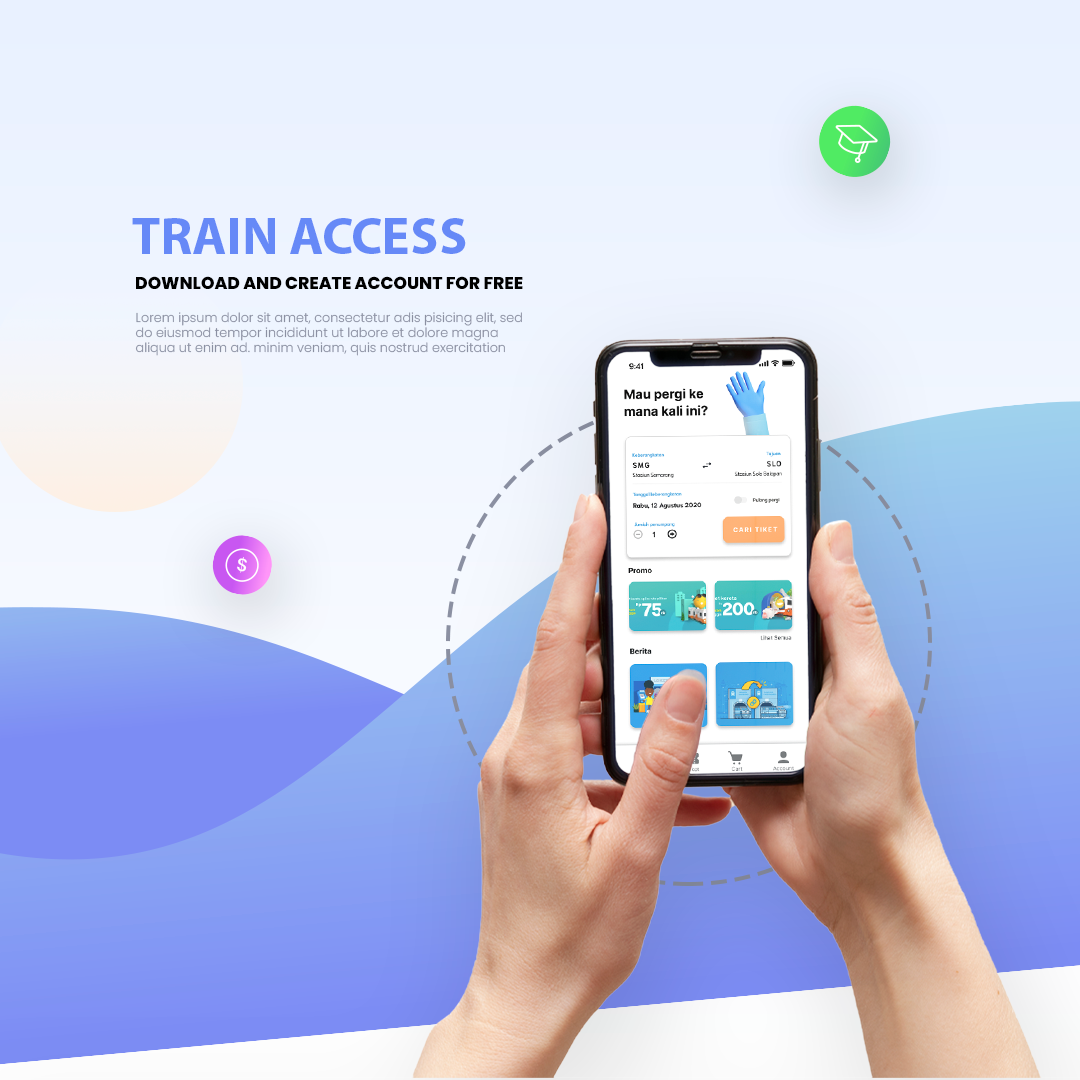 TRAIN ACCESS
DOWNLOAD AND CREATE ACCOUNT FOR FREE
Lorem ipsum dolor sit amet, consectetur adis pisicing elit, sed
do eiusmod tempor incididunt ut labore et dolore magna
aliqua ut enim ad. minim veniam, quis nostrud exercitation
9:41
Mau pergi ke
mana kali ini?
Keberangkatan
Tujuan
SMG
SLO
Stasiun Semarang
Stasiun Solo Balapan
Tanggal keberangkatan
Rabu, 12 Agustus 2020
Pulang pergi
Jumlah penumpang
1
CARI TIKET
Promo
75
200
Lihat Semua
Berita
Cart
Account
$